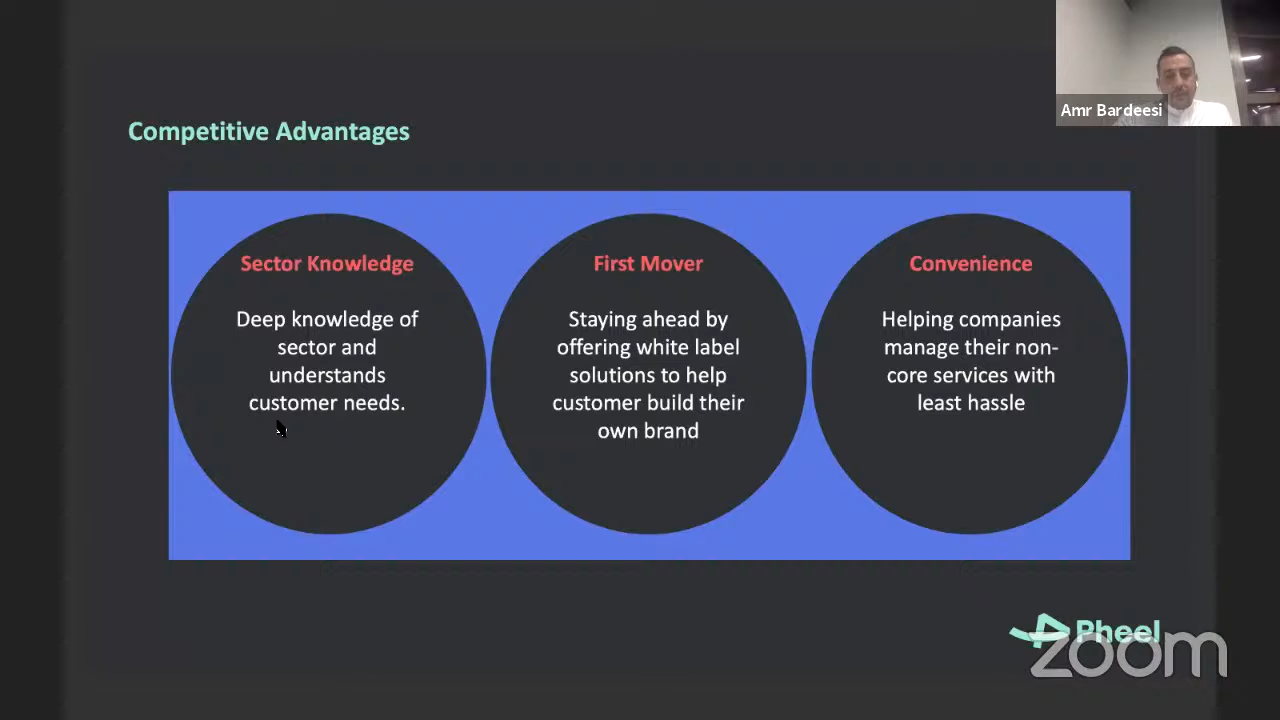 Amr Bardeesi
Competitive Advantages
Sector Knowledge
Deep knowledge of
sector and
understands
customer needs.
First Mover
Staying ahead by
offering white label
solutions to help
customer build their
own brand
Convenience
Helping companies
manage their non-
core services with
least hassle
Pheel
zoom